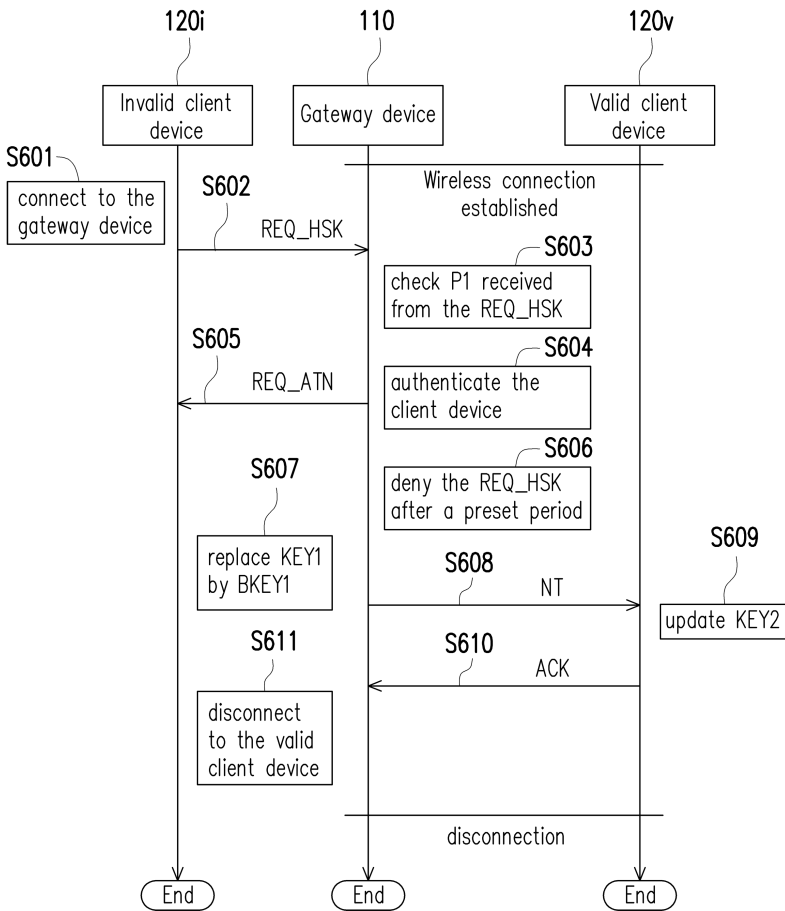 120i
110
120v
Invalid client
device
Gateway device
Valid client
device
S601
connect to the
gateway device
Wireless connection
established
S602
REQ_HSK
S603
check P1 received
from the REQ_HSK
S604
authenticate the
client device
S605
REQ_ATN
S606
deny the REQ_HSK
after a preset period
S607
replace KEY1
by BKEY1
S608
NT
S609
update KEY2
S610
ACK
S611
disconnect
to the valid
client device
disconnection
End
End
End